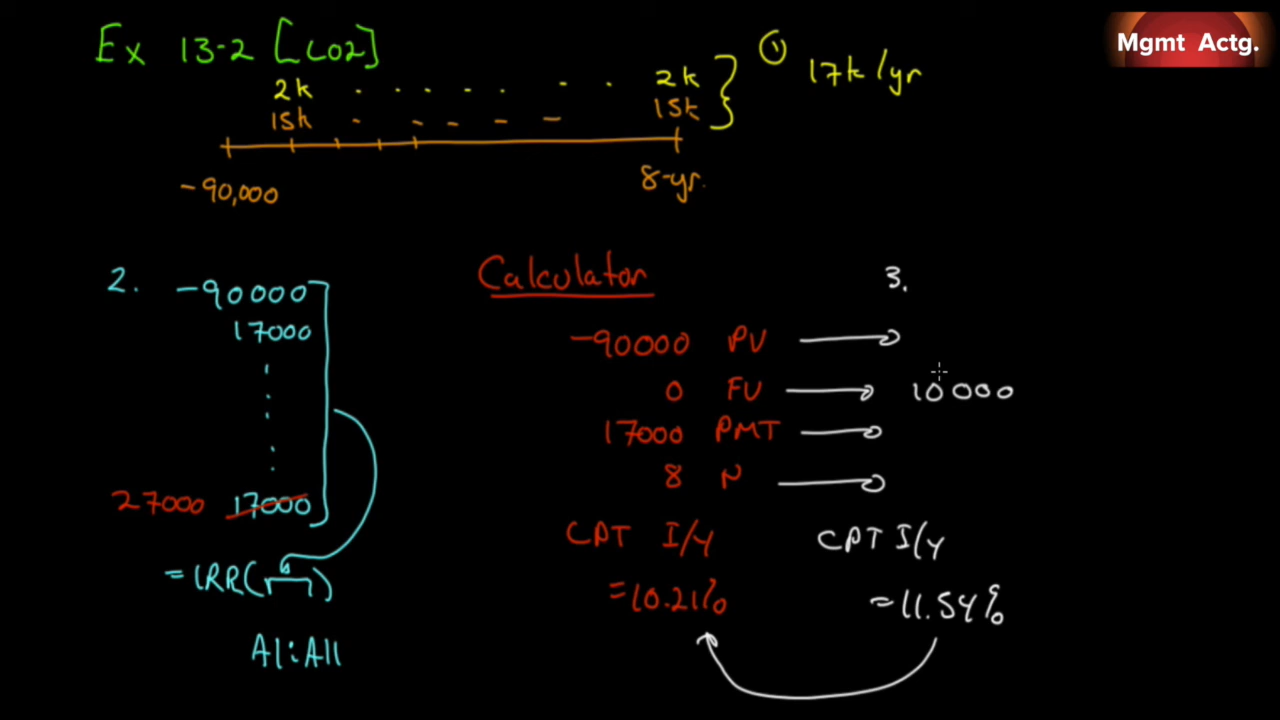 Mgmt Actg.
Ex 13-2 [LO2]
2k 2k
15k 15k
① 17k/yr
-90,000 8-yr.
2.
-90000
17000
27000 17000
=IRR( )
A1:A11
Calculator
-90000 PV
0 FV
17000 PMT
8 N
CPT I/Y
=10.21%
3.
10000
CPT I/Y
=11.54%